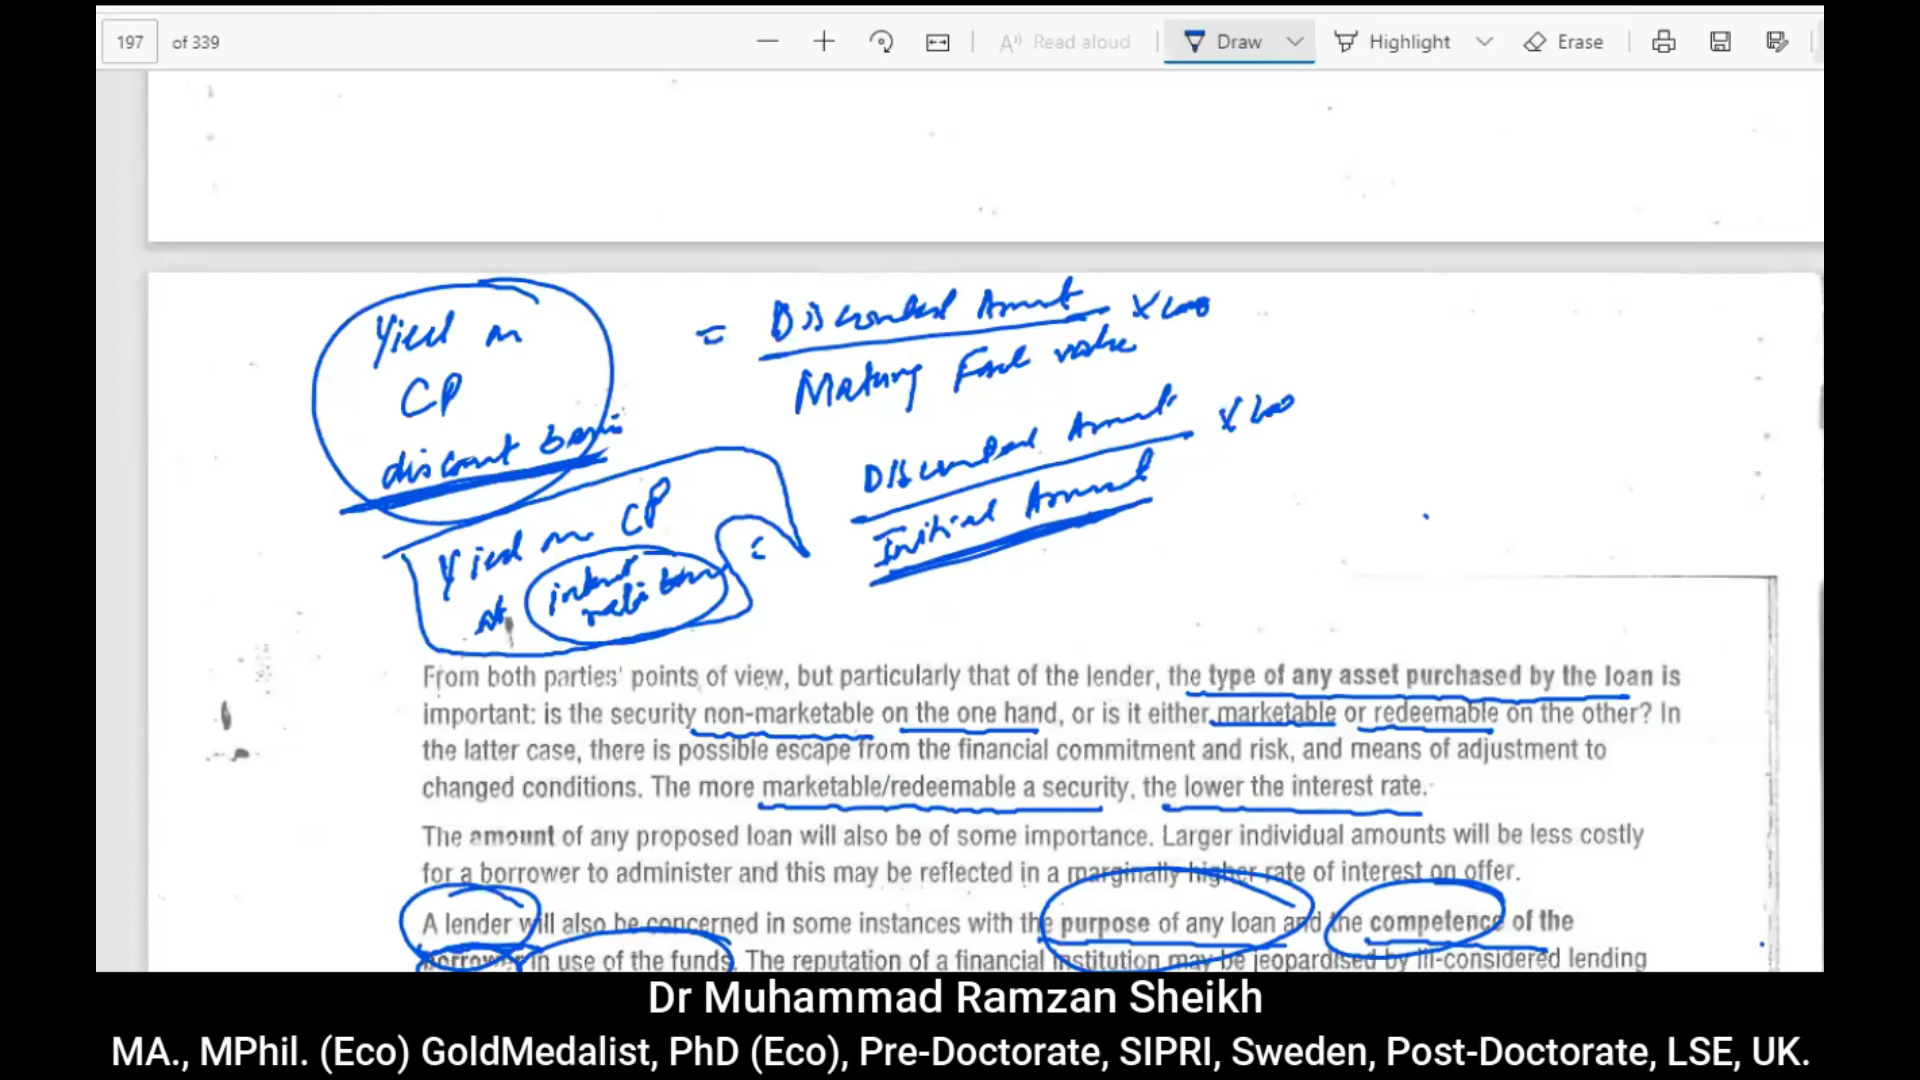 197 of 339 Read aloud Draw Highlight Erase
Yield on
CP
discount basis
= Discounted Amount × 100
Maturing Face value
Yield on CP
at interest rate basis
= Discounted Amount × 100
Initial Amount
From both parties' points of view, but particularly that of the lender, the type of any asset purchased by the loan is
important: is the security non-marketable on the one hand, or is it either marketable or redeemable on the other? In
the latter case, there is possible escape from the financial commitment and risk, and means of adjustment to
changed conditions. The more marketable/redeemable a security, the lower the interest rate.
The amount of any proposed loan will also be of some importance. Larger individual amounts will be less costly
for a borrower to administer and this may be reflected in a marginally higher rate of interest on offer.
A lender will also be concerned in some instances with the purpose of any loan and the competence of the
borrower in use of the funds. The reputation of a financial institution may be jeopardised by ill-considered lending
Dr Muhammad Ramzan Sheikh
MA., MPhil. (Eco) GoldMedalist, PhD (Eco), Pre-Doctorate, SIPRI, Sweden, Post-Doctorate, LSE, UK.